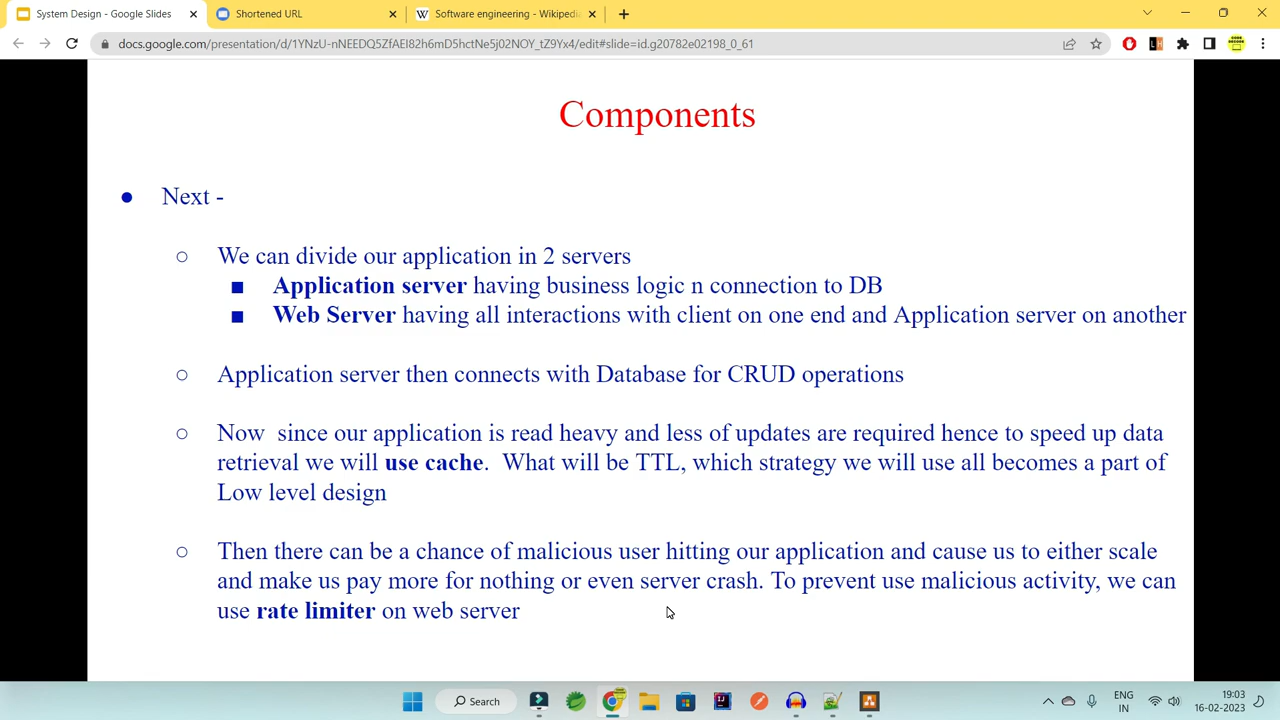 System Design - Google Slides
Shortened URL
Software engineering - Wikipedi
docs.google.com/presentation/d/1YNzU-nNEEDQ5ZfAEI82h6mDEhctNe5j02NOY_tZ9Yx4/edit#slide=id.g20782e02198_0_61
Components
● Next -
○ We can divide our application in 2 servers
■ Application server having business logic n connection to DB
■ Web Server having all interactions with client on one end and Application server on another
○ Application server then connects with Database for CRUD operations
○ Now since our application is read heavy and less of updates are required hence to speed up data
retrieval we will use cache. What will be TTL, which strategy we will use all becomes a part of
Low level design
○ Then there can be a chance of malicious user hitting our application and cause us to either scale
and make us pay more for nothing or even server crash. To prevent use malicious activity, we can
use rate limiter on web server
Search
ENG
IN
19:03
16-02-2023